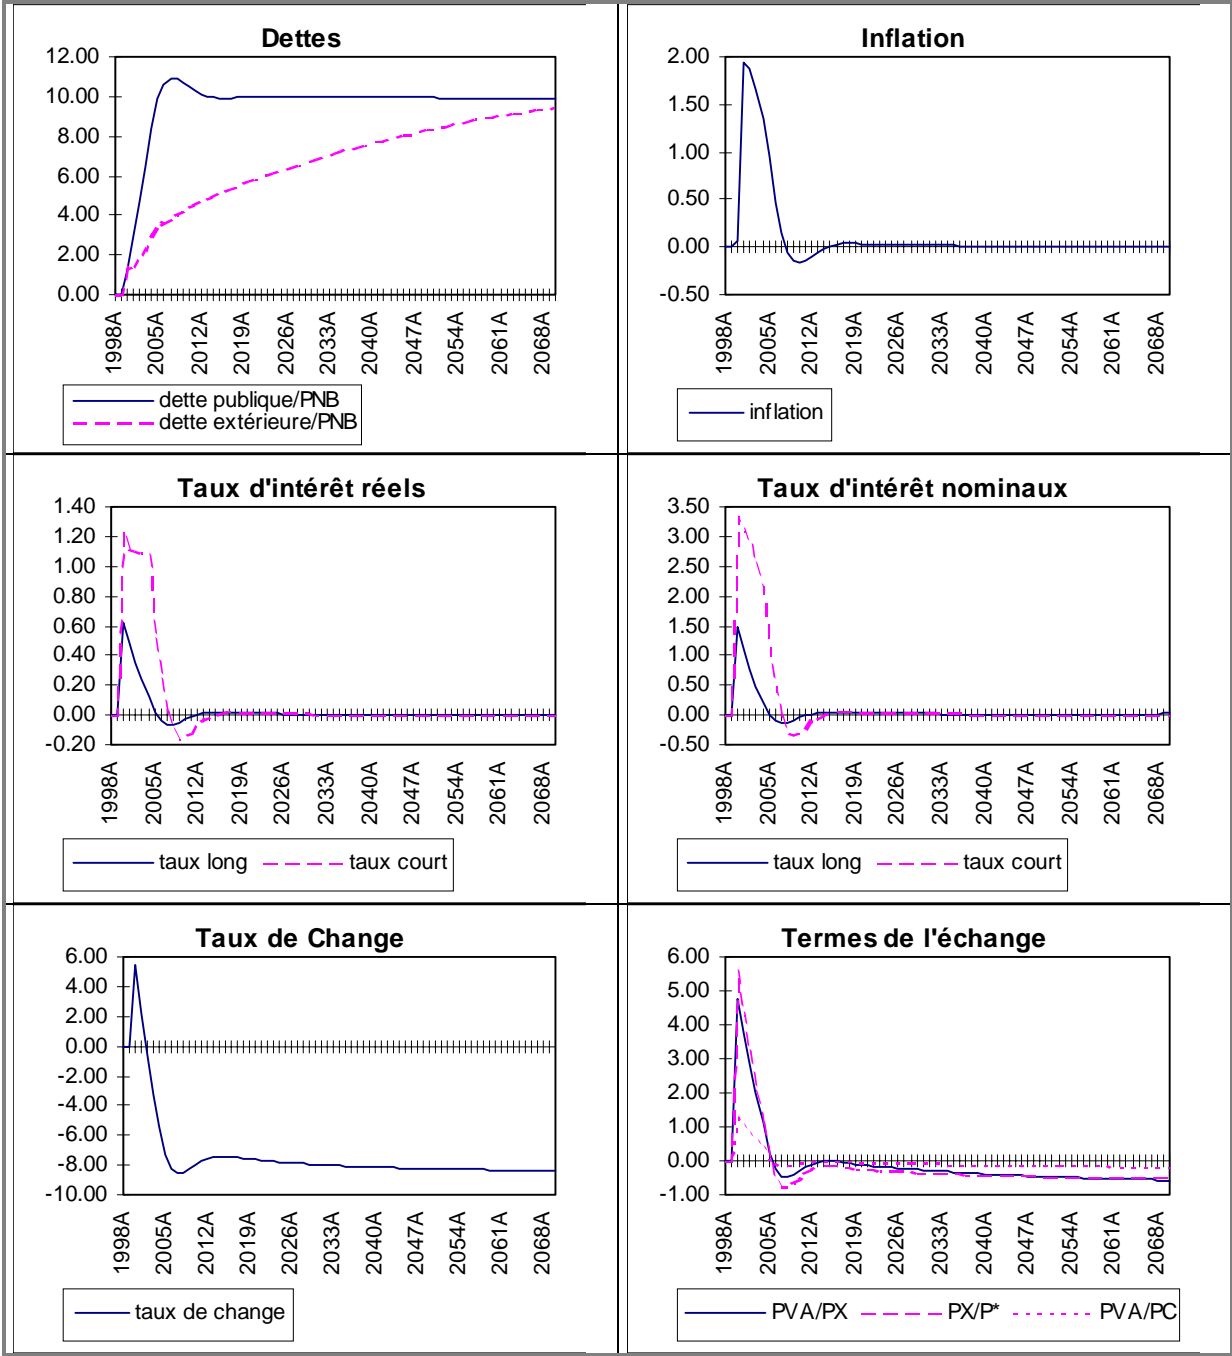 Dettes
12.00
10.00
8.00
6.00
4.00
2.00
0.00
1998A
2005A
2012A
2019A
2026A
2033A
2040A
2047A
2054A
2061A
2068A
dette publique/PNB
dette extérieure/PNB
Inflation
2.00
1.50
1.00
0.50
0.00
-0.50
1998A
2005A
2012A
2019A
2026A
2033A
2040A
2047A
2054A
2061A
2068A
inflation
Taux d'intérêt réels
1.40
1.20
1.00
0.80
0.60
0.40
0.20
0.00
-0.20
1998A
2005A
2012A
2019A
2026A
2033A
2040A
2047A
2054A
2061A
2068A
taux long taux court
Taux d'intérêt nominaux
3.50
3.00
2.50
2.00
1.50
1.00
0.50
0.00
-0.50
1998A
2005A
2012A
2019A
2026A
2033A
2040A
2047A
2054A
2061A
2068A
taux long taux court
Taux de Change
6.00
4.00
2.00
0.00
-2.00
-4.00
-6.00
-8.00
-10.00
1998A
2005A
2012A
2019A
2026A
2033A
2040A
2047A
2054A
2061A
2068A
taux de change
Termes de l'échange
6.00
5.00
4.00
3.00
2.00
1.00
0.00
-1.00
1998A
2005A
2012A
2019A
2026A
2033A
2040A
2047A
2054A
2061A
2068A
PVA/PX PX/P* PVA/PC